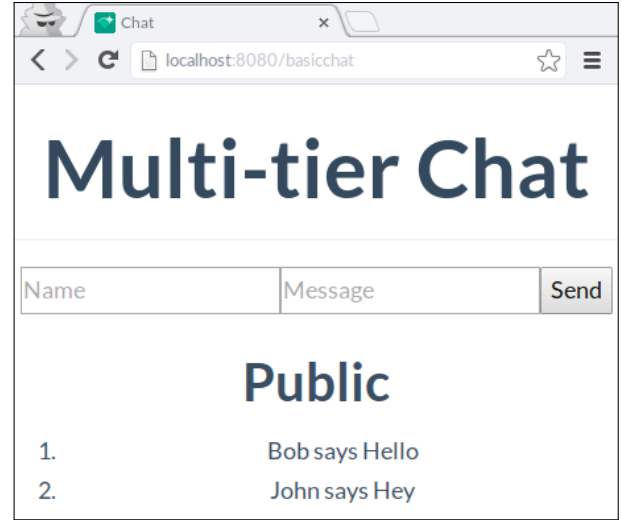 Chat
localhost:8080/basicchat
Multi-tier Chat
Name Message Send
Public
1. Bob says Hello
2. John says Hey